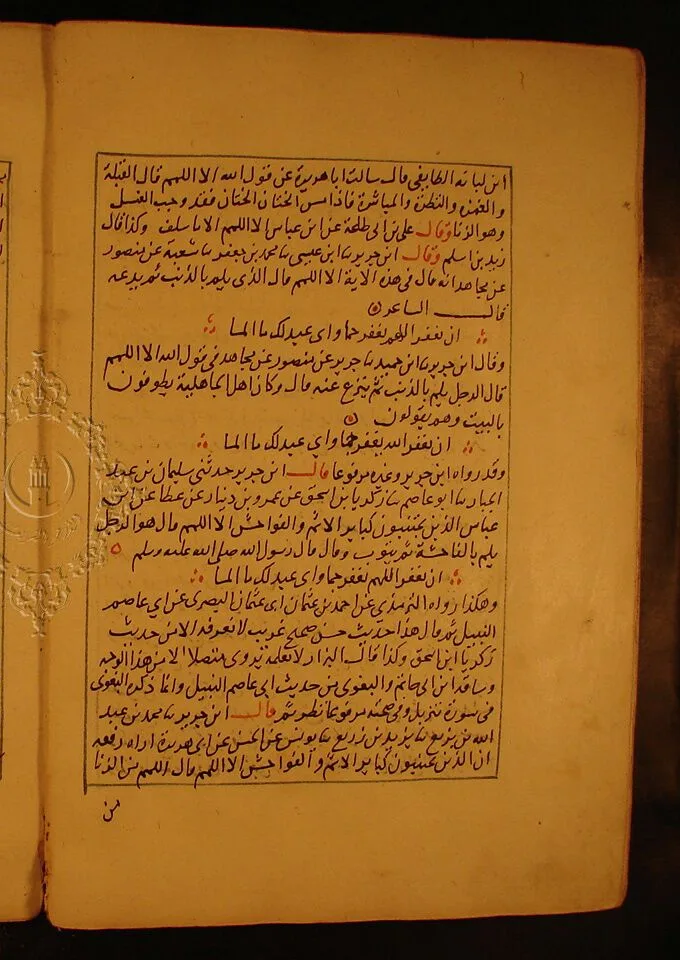 ابن لبابه الطايفي قال سالت ابا هريرة عن قول الله الا اللمم قال القبلة
والغمزة والنظرة والمباشرة فاذا مس الختان الختان فقد وجب الغسل
وهو الزنا وقال علي بن ابي طلحة عن ابن عباس الا اللمم الا ما سلف وكذا قال
زيد بن اسلم وقال ابن جرير ثنا ابن عيسى ثنا محمد بن جعفر ثنا شعبة عن منصور
عن مجاهد انه قال في هذه الاية الا اللمم قال الذي يلم بالذنب ثم يدعه
قال الشاعر
ان تغفر اللهم تغفر جما واي عبد لك ما الما
وقال ابن جرير ثنا ابن حميد ثنا جرير عن منصور عن مجاهد في قول الله الا اللمم
قال الرجل يلم بالذنب ثم ينزع عنه قال وكان اهل الجاهلية يطوفون
بالبيت وهم يقولون
ان تغفر الله تغفر جما واي عبد لك ما الما
وقد رواه ابن جرير وغيره مرفوعا قال ابن جرير حدثني سليمان بن عبد
الجبار ثنا ابو عاصم ثنا زكريا بن اسحق عن عمرو بن دينار عن عطا عن ابن
عباس الذين يجتنبون كباير الاثم والفواحش الا اللمم قال هو الرجل
يلم بالفاحشة ثم يتوب وقال قال رسول الله صلى الله عليه وسلم
ان تغفر اللهم تغفر جما واي عبد لك ما الما
وهكذا رواه الترمذي عن احمد بن عثمان ابي عثمان البصري عن ابي عاصم
النبيل ثم قال هذا حديث حسن صحيح غريب لا نعرفه الا من حديث
زكريا ابن اسحق وكذا قال البزار لا نعلمه يروى متصلا الا من هذا الوجه
وساقه ابن ابي حاتم والبغوي من حديث ابي عاصم النبيل وانما ذكره البغوي
في سورة تنزيل وفي صحته مرفوعا نظر ثم قال ابن جرير ثنا محمد بن عبد
الله بن بزيع ثنا يزيد بن زريع ثنا يونس عن الحسن عن ابي هريرة اراه رفعه
ان الذين يجتنبون كباير الاثم والفواحش الا اللمم قال اللمم من الزنا
من